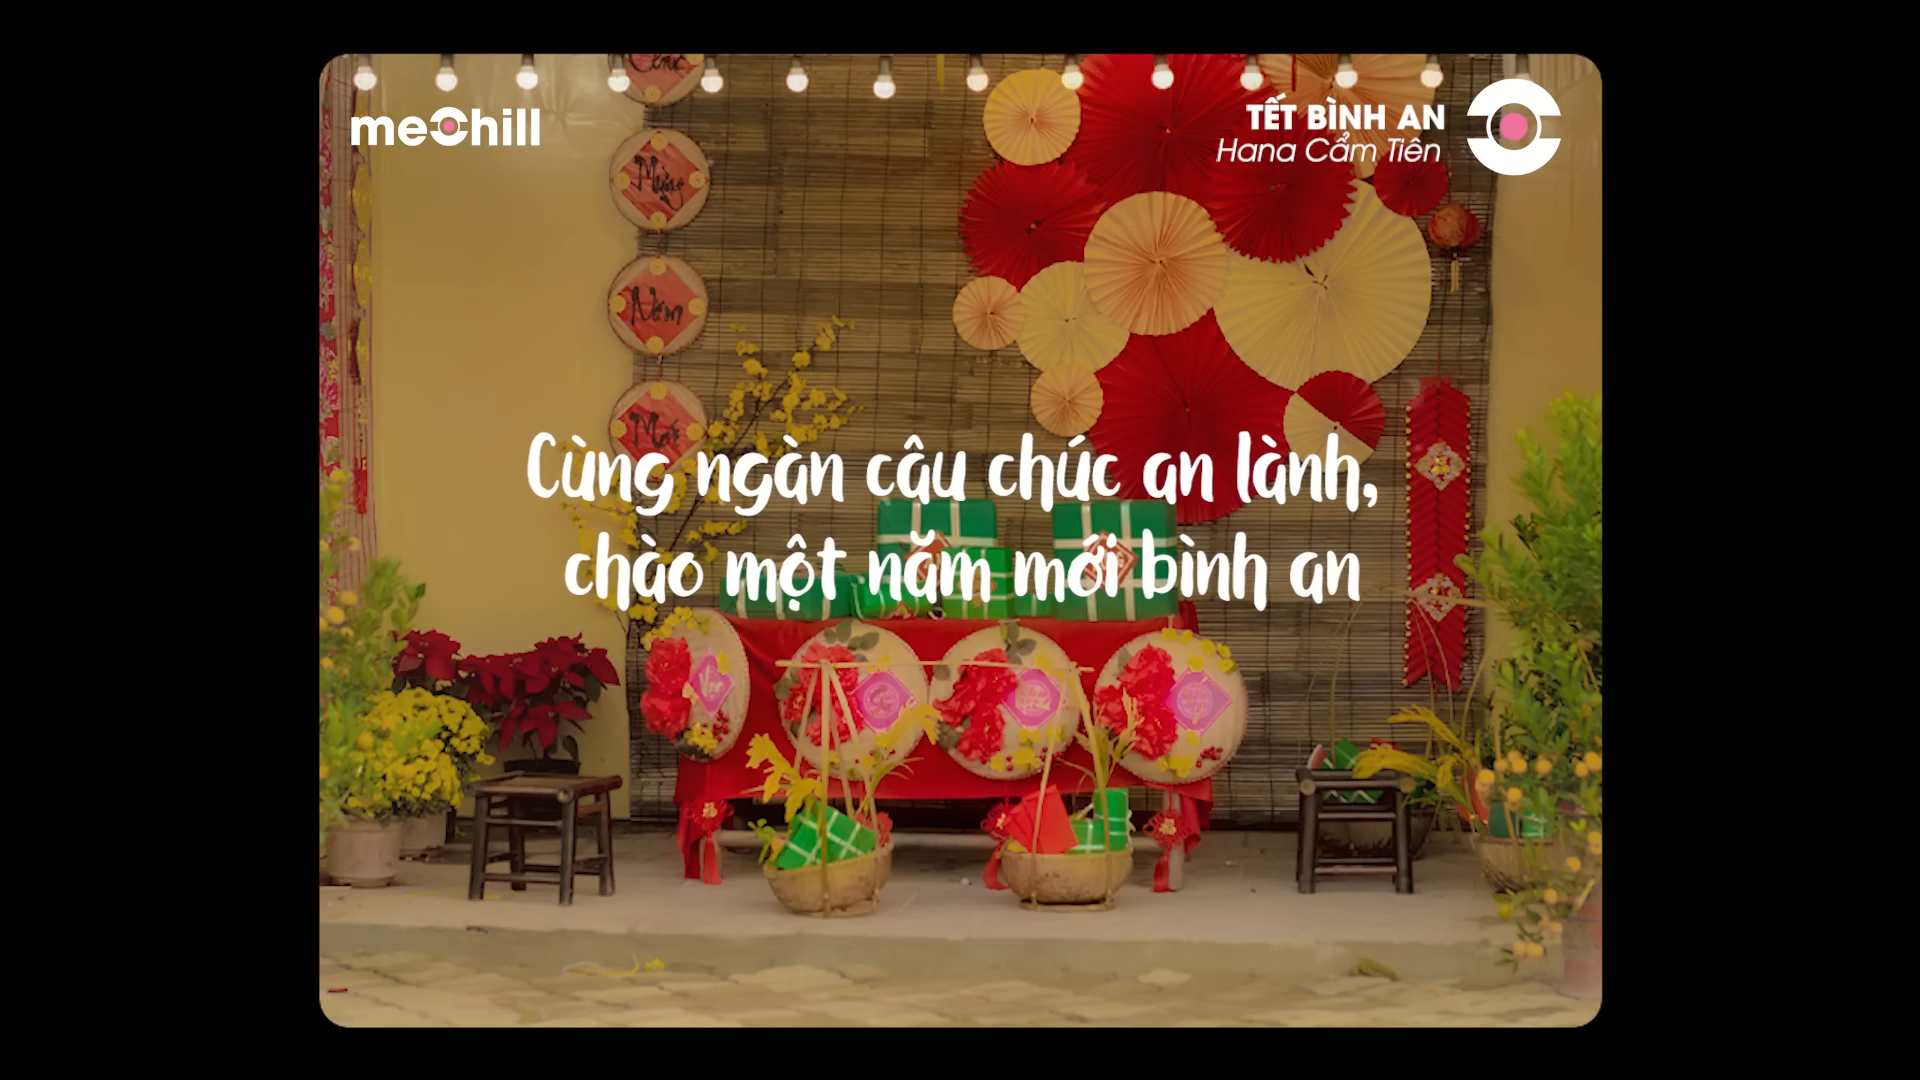 meChill
TẾT BÌNH AN
Hana Cẩm Tiên
Chúc
Mừng
Năm
Mới
Cùng ngàn câu chúc an lành,
chào một năm mới bình an